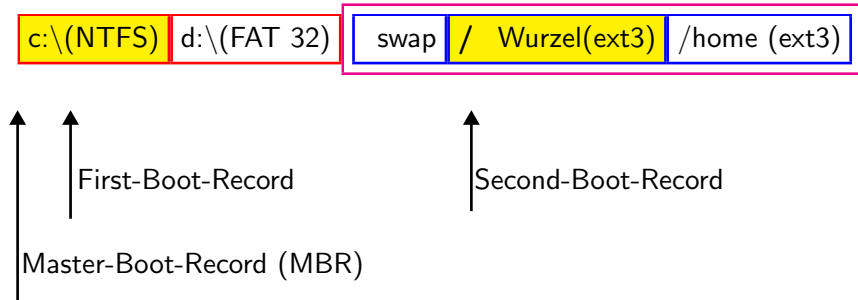 c:\(NTFS) d:\(FAT 32) swap / Wurzel(ext3) /home (ext3)
First-Boot-Record Second-Boot-Record
Master-Boot-Record (MBR)